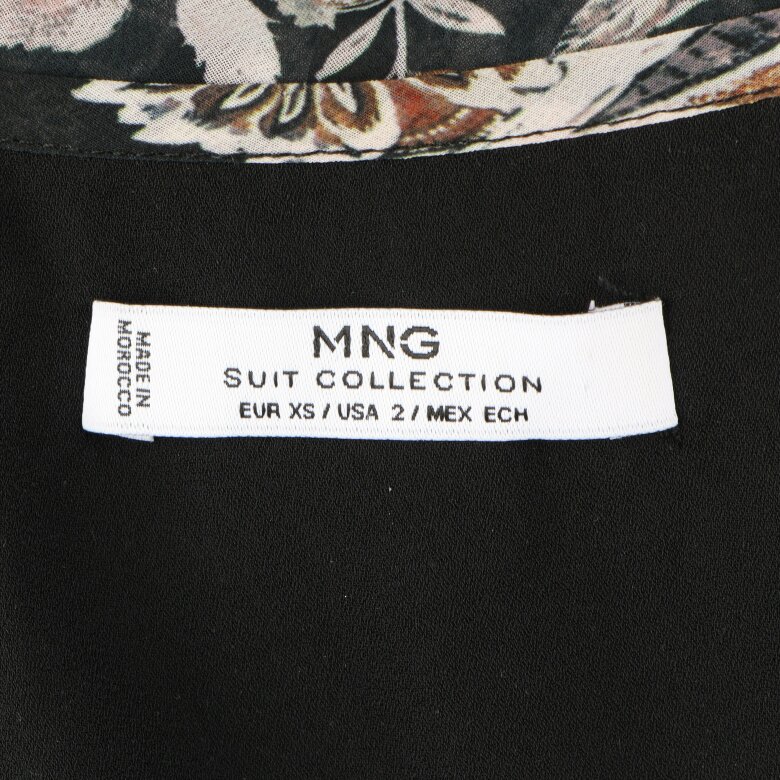 MNG
SUIT COLLECTION
EUR XS / USA 2 / MEX ECH
MADE IN
MOROCCO